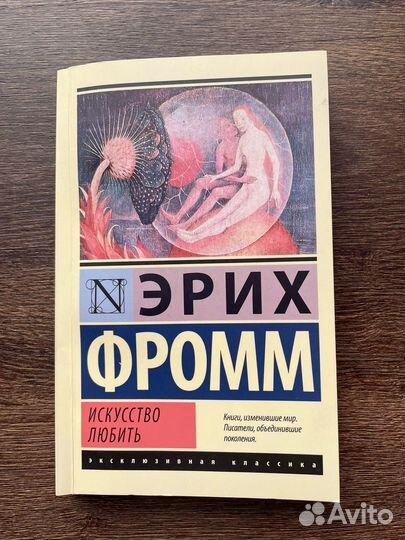 N ЭРИХ
ФРОММ
ИСКУССТВО
ЛЮБИТЬ
Книги, изменившие мир.
Писатели, объединившие
поколения.
эксклюзивная классика
Avito